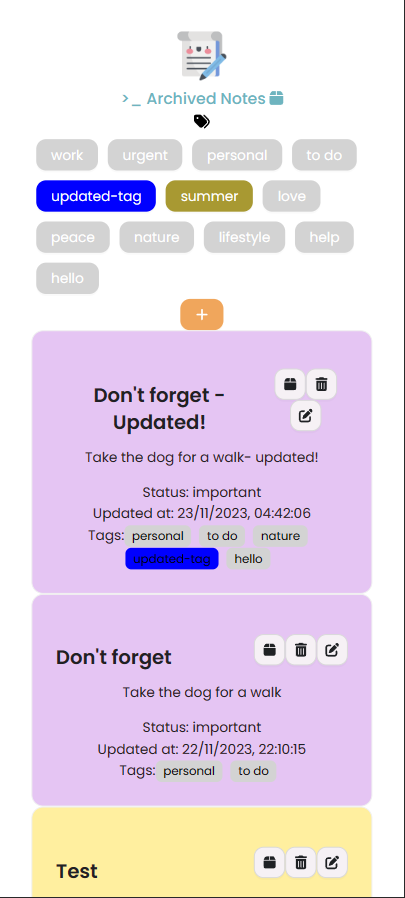 >_ Archived Notes
work urgent personal to do
updated-tag summer love
peace nature lifestyle help
hello
+
Don't forget -
Updated!
Take the dog for a walk- updated!
Status: important
Updated at: 23/11/2023, 04:42:06
Tags: personal to do nature
updated-tag hello
Don't forget
Take the dog for a walk
Status: important
Updated at: 22/11/2023, 22:10:15
Tags: personal to do
Test